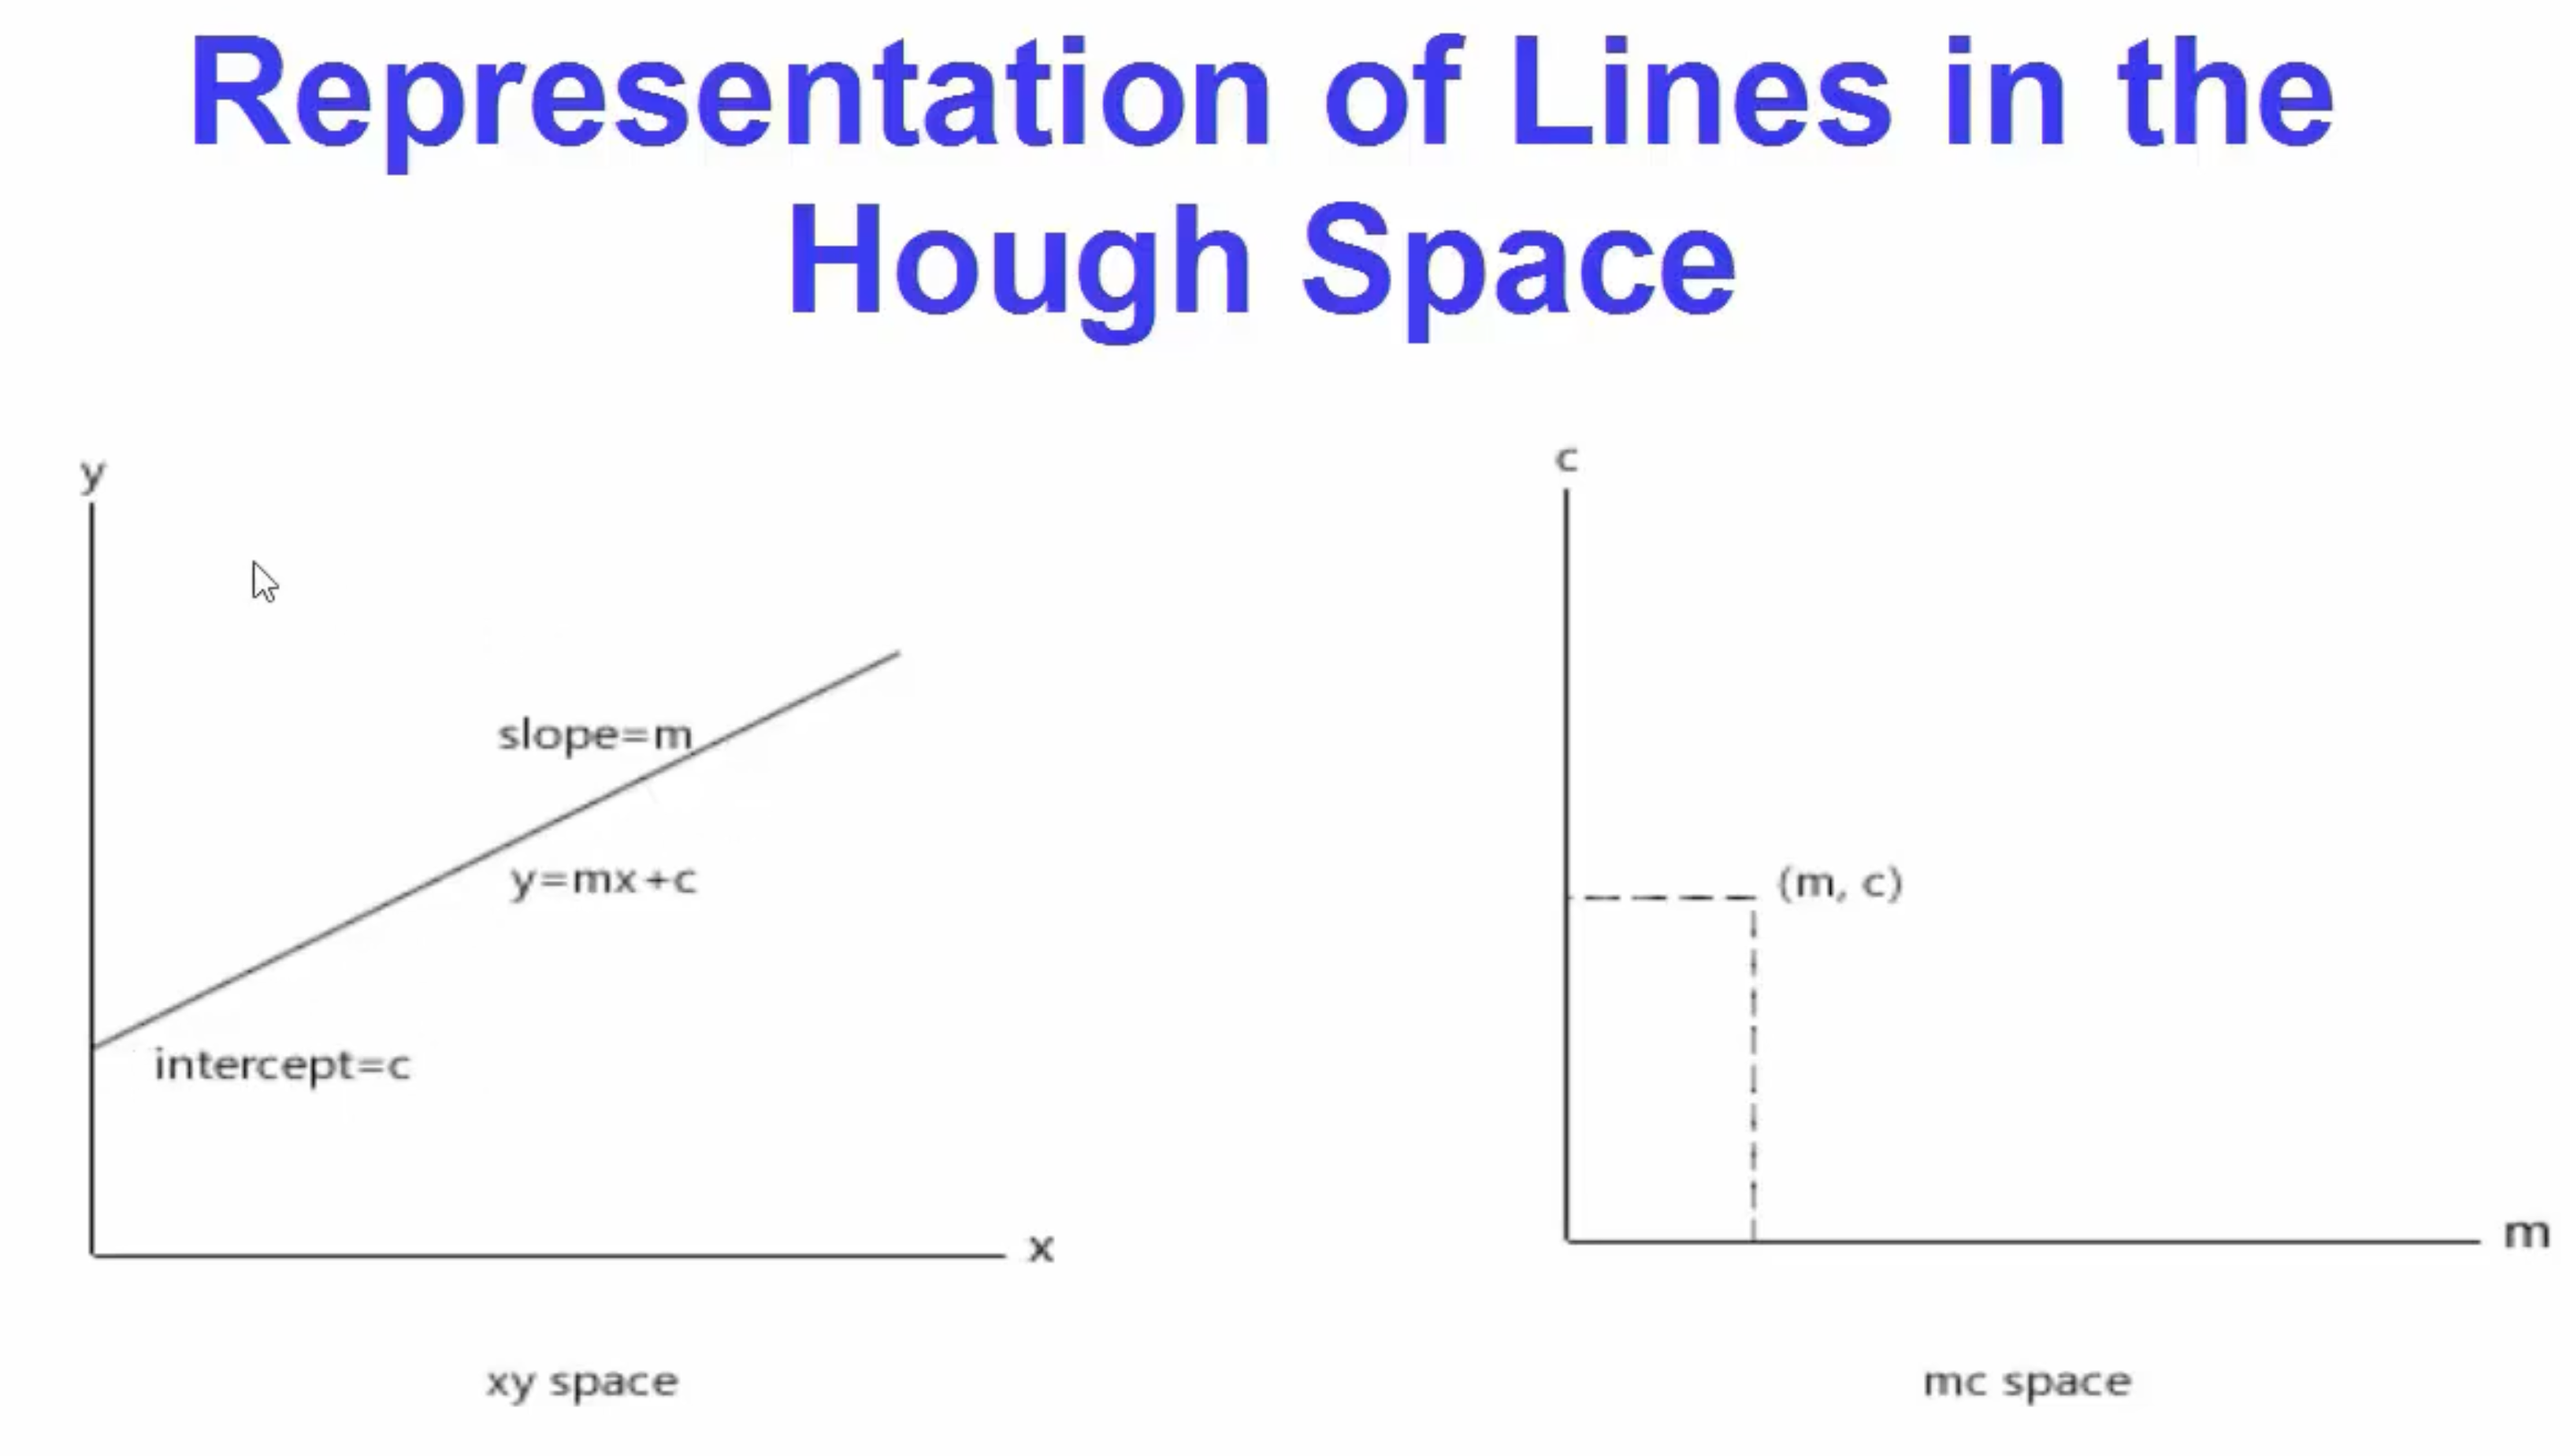 Representation of Lines in the
Hough Space
y
slope=m
y=mx+c
intercept=c
x
xy space
c
(m, c)
m
mc space